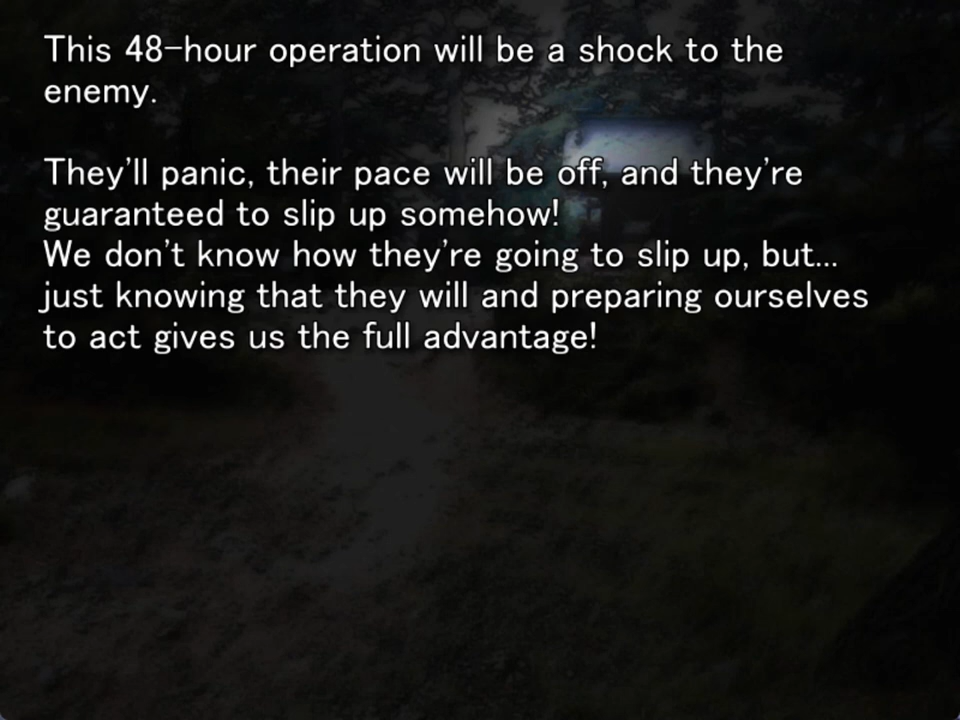 This 48-hour operation will be a shock to the
enemy.
They'll panic, their pace will be off, and they're
guaranteed to slip up somehow!
We don't know how they're going to slip up, but...
just knowing that they will and preparing ourselves
to act gives us the full advantage!